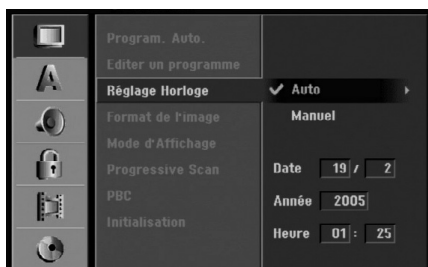 Program. Auto.
Editer un programme
Réglage Horloge
Format de l'image
Mode d'Affichage
Progressive Scan
PBC
Initialisation
A
✔ Auto
Manuel
Date 19 / 2
Année 2005
Heure 01 : 25